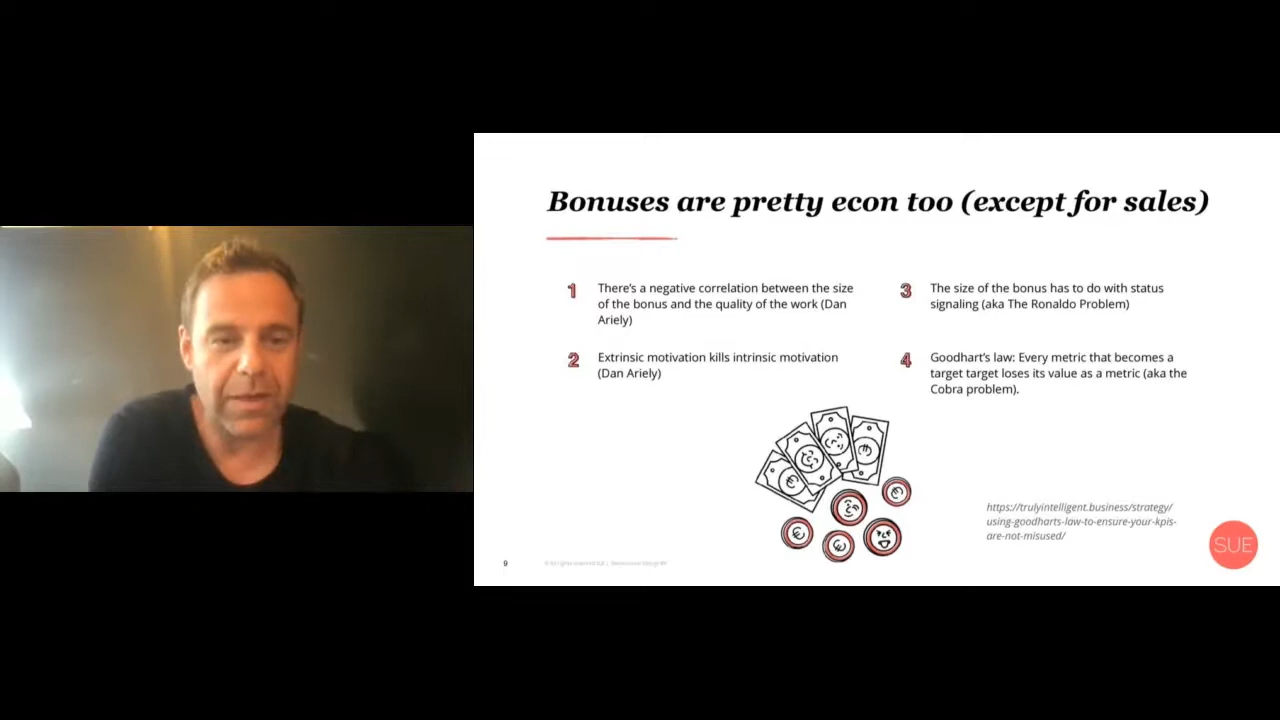 Bonuses are pretty econ too (except for sales)
1
There's a negative correlation between the size
of the bonus and the quality of the work (Dan
Ariely)
2
Extrinsic motivation kills intrinsic motivation
(Dan Ariely)
3
The size of the bonus has to do with status
signaling (aka The Ronaldo Problem)
4
Goodhart's law: Every metric that becomes a
target target loses its value as a metric (aka the
Cobra problem).
https://trulyintelligent.business/strategy/
using-goodharts-law-to-ensure-your-kpis-
are-not-misused/
SUE
9
© All rights reserved SUE |